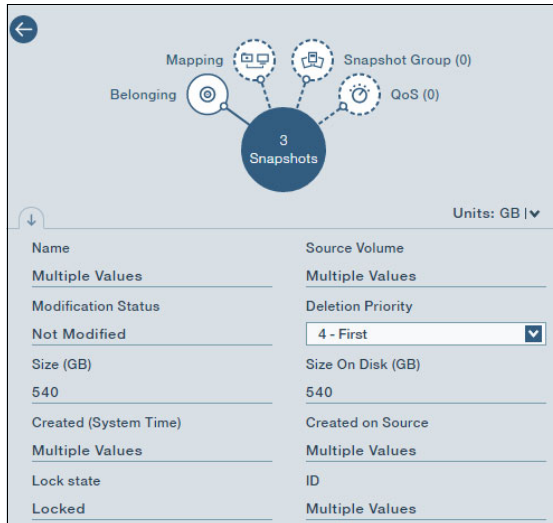 Mapping
Snapshot Group (0)
Belonging
QoS (0)
3
Snapshots
Units: GB |
Name
Source Volume
Multiple Values
Multiple Values
Modification Status
Deletion Priority
Not Modified
4 - First
Size (GB)
Size On Disk (GB)
540
540
Created (System Time)
Created on Source
Multiple Values
Multiple Values
Lock state
ID
Locked
Multiple Values